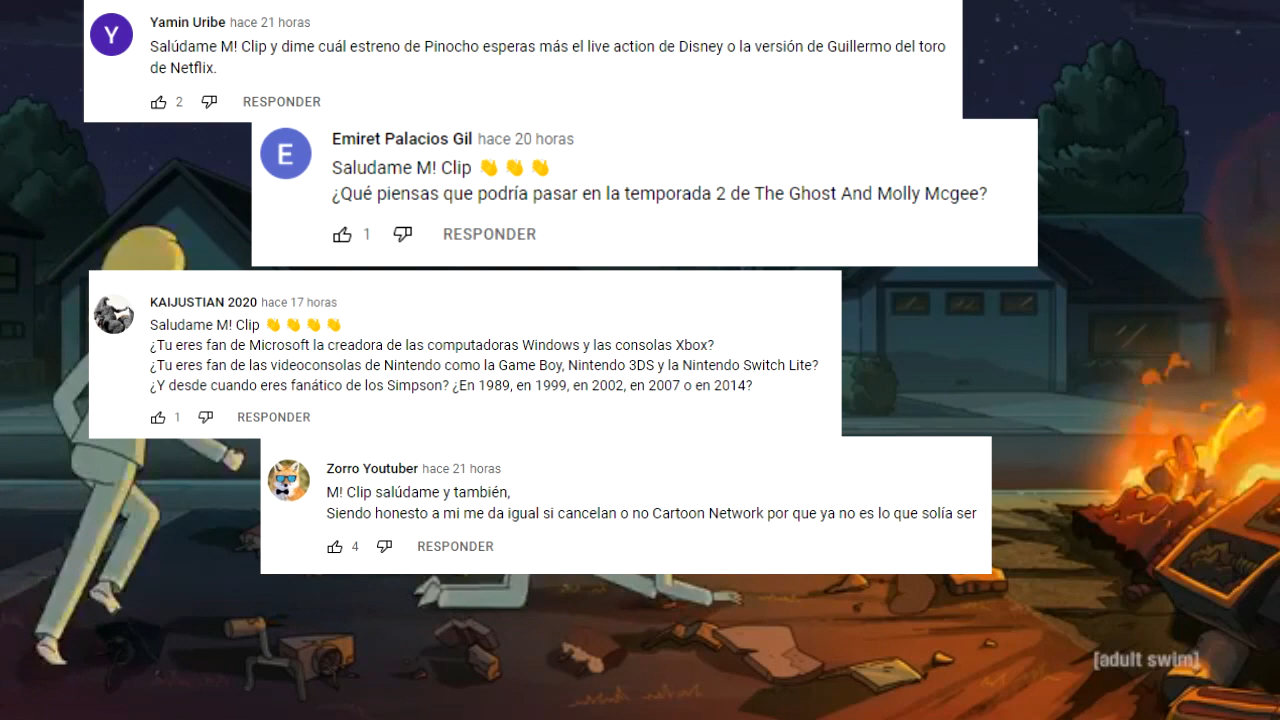 Y
Yamin Uribe hace 21 horas
Salúdame M! Clip y dime cuál estreno de Pinocho esperas más el live action de Disney o la versión de Guillermo del toro
de Netflix.
2 RESPONDER
E
Emiret Palacios Gil hace 20 horas
Saludame M! Clip 👏 👏 👏
¿Qué piensas que podría pasar en la temporada 2 de The Ghost And Molly Mcgee?
1 RESPONDER
KAIJUSTIAN 2020 hace 17 horas
Saludame M! Clip 👏 👏 👏 👏
¿Tu eres fan de Microsoft la creadora de las computadoras Windows y las consolas Xbox?
¿Tu eres fan de las videoconsolas de Nintendo como la Game Boy, Nintendo 3DS y la Nintendo Switch Lite?
¿Y desde cuando eres fanático de los Simpson? ¿En 1989, en 1999, en 2002, en 2007 o en 2014?
1 RESPONDER
Zorro Youtuber hace 21 horas
M! Clip salúdame y también,
Siendo honesto a mi me da igual si cancelan o no Cartoon Network por que ya no es lo que solía ser
4 RESPONDER
[adult swim]